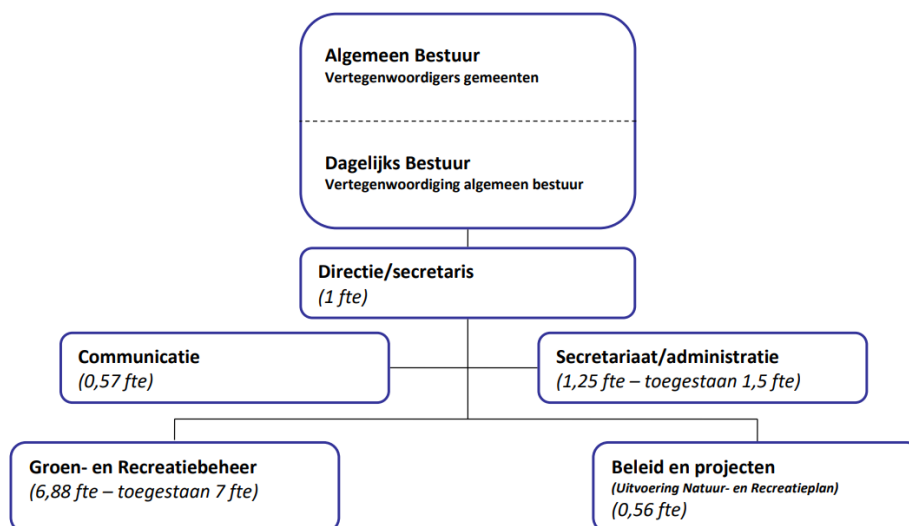 Algemeen Bestuur
Vertegenwoordigers gemeenten
Dagelijks Bestuur
Vertegenwoordiging algemeen bestuur
Directie/secretaris
(1 fte)
Communicatie
(0,57 fte)
Secretariaat/administratie
(1,25 fte – toegestaan 1,5 fte)
Groen- en Recreatiebeheer
(6,88 fte – toegestaan 7 fte)
Beleid en projecten
(Uitvoering Natuur- en Recreatieplan)
(0,56 fte)